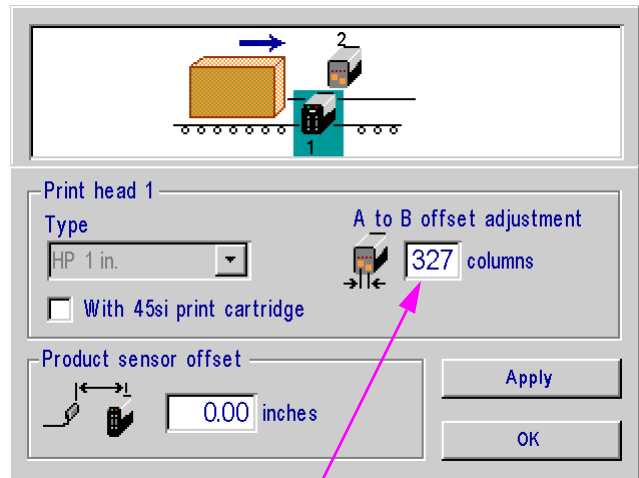 2
1
Print head 1
Type
A to B offset adjustment
HP 1 in.
327 columns
With 45si print cartridge
Product sensor offset
0.00 inches
Apply
OK